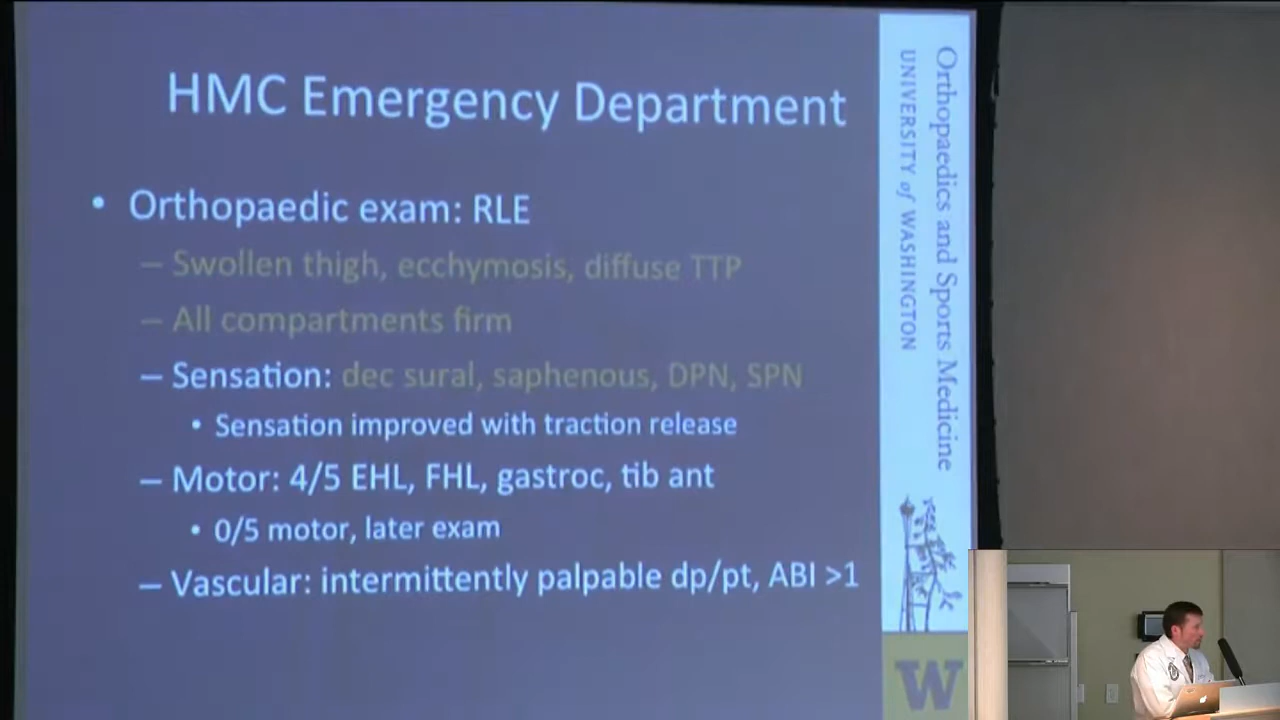 HMC Emergency Department
• Orthopaedic exam: RLE
– Swollen thigh, ecchymosis, diffuse TTP
– All compartments firm
– Sensation: dec sural, saphenous, DPN, SPN
• Sensation improved with traction release
– Motor: 4/5 EHL, FHL, gastroc, tib ant
• 0/5 motor, later exam
– Vascular: intermittently palpable dp/pt, ABI >1
Orthopaedics and Sports Medicine
UNIVERSITY of WASHINGTON
W